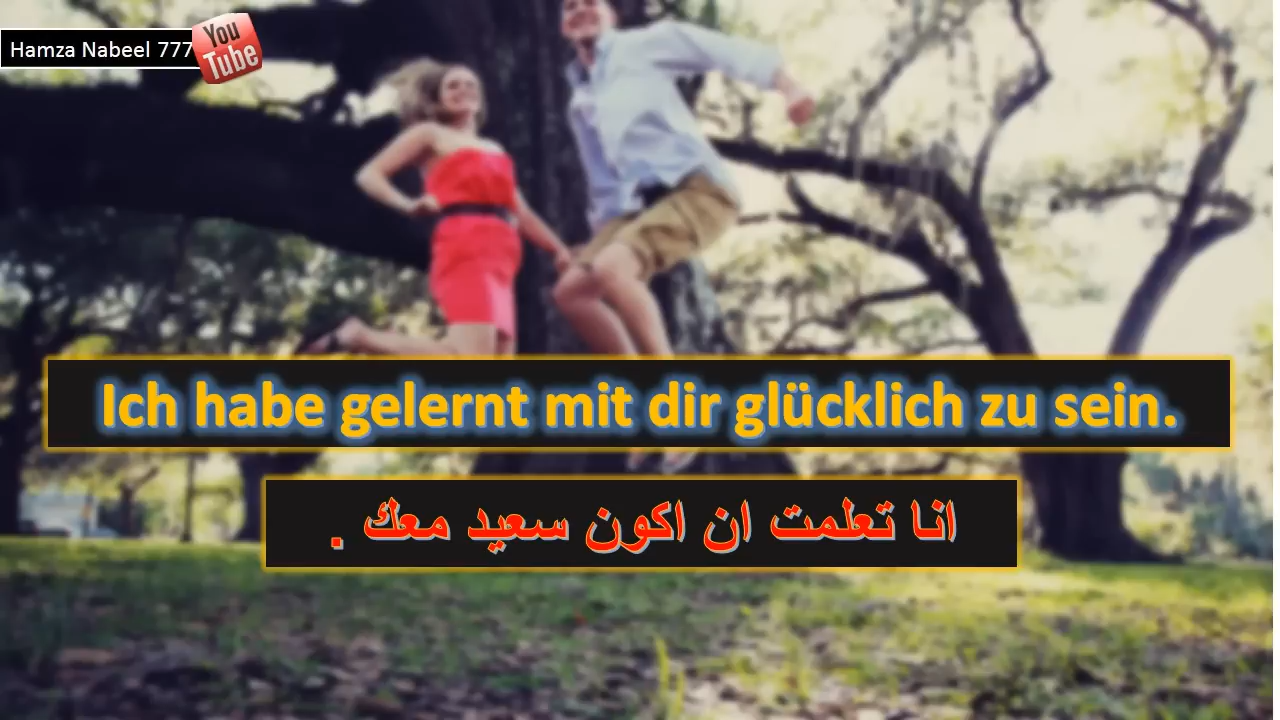 Hamza Nabeel 777
You
Tube
Ich habe gelernt mit dir glücklich zu sein.
انا تعلمت ان اكون سعيد معك .